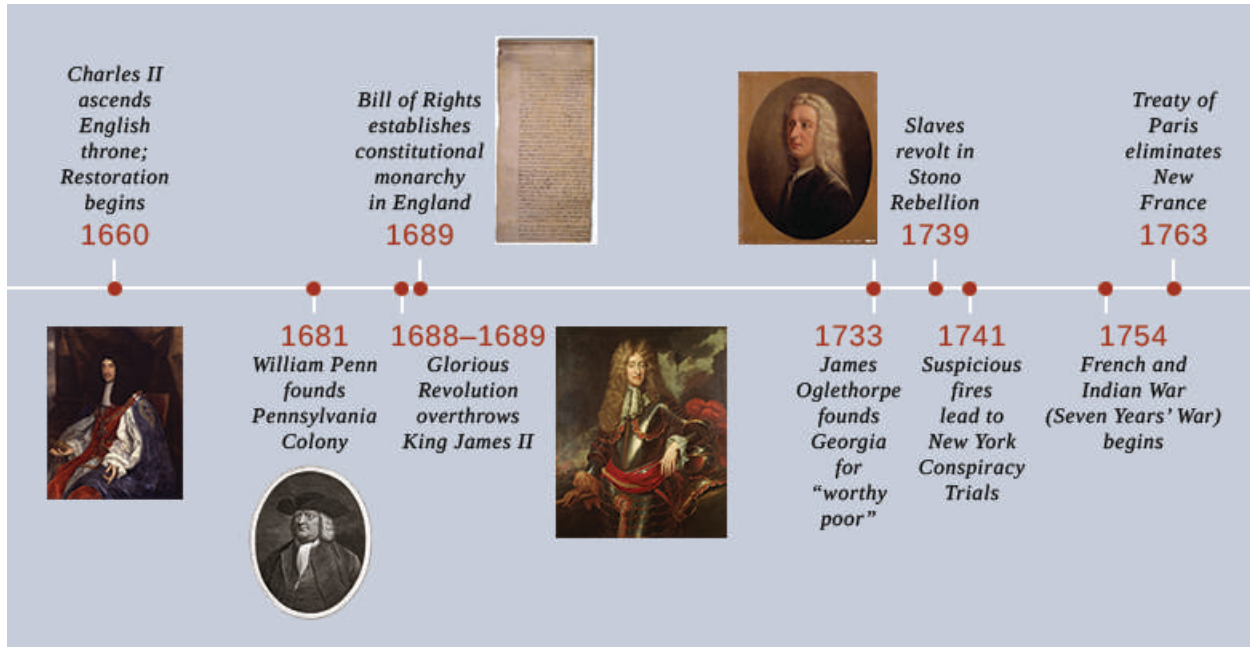 Charles II
ascends
English
throne;
Restoration
begins
1660
Bill of Rights
establishes
constitutional
monarchy
in England
1689
Slaves
revolt in
Stono
Rebellion
1739
Treaty of
Paris
eliminates
New
France
1763
1681
William Penn
founds
Pennsylvania
Colony
1688–1689
Glorious
Revolution
overthrows
King James II
1733
James
Oglethorpe
founds
Georgia
for
“worthy
poor”
1741
Suspicious
fires
lead to
New York
Conspiracy
Trials
1754
French and
Indian War
(Seven Years’ War)
begins